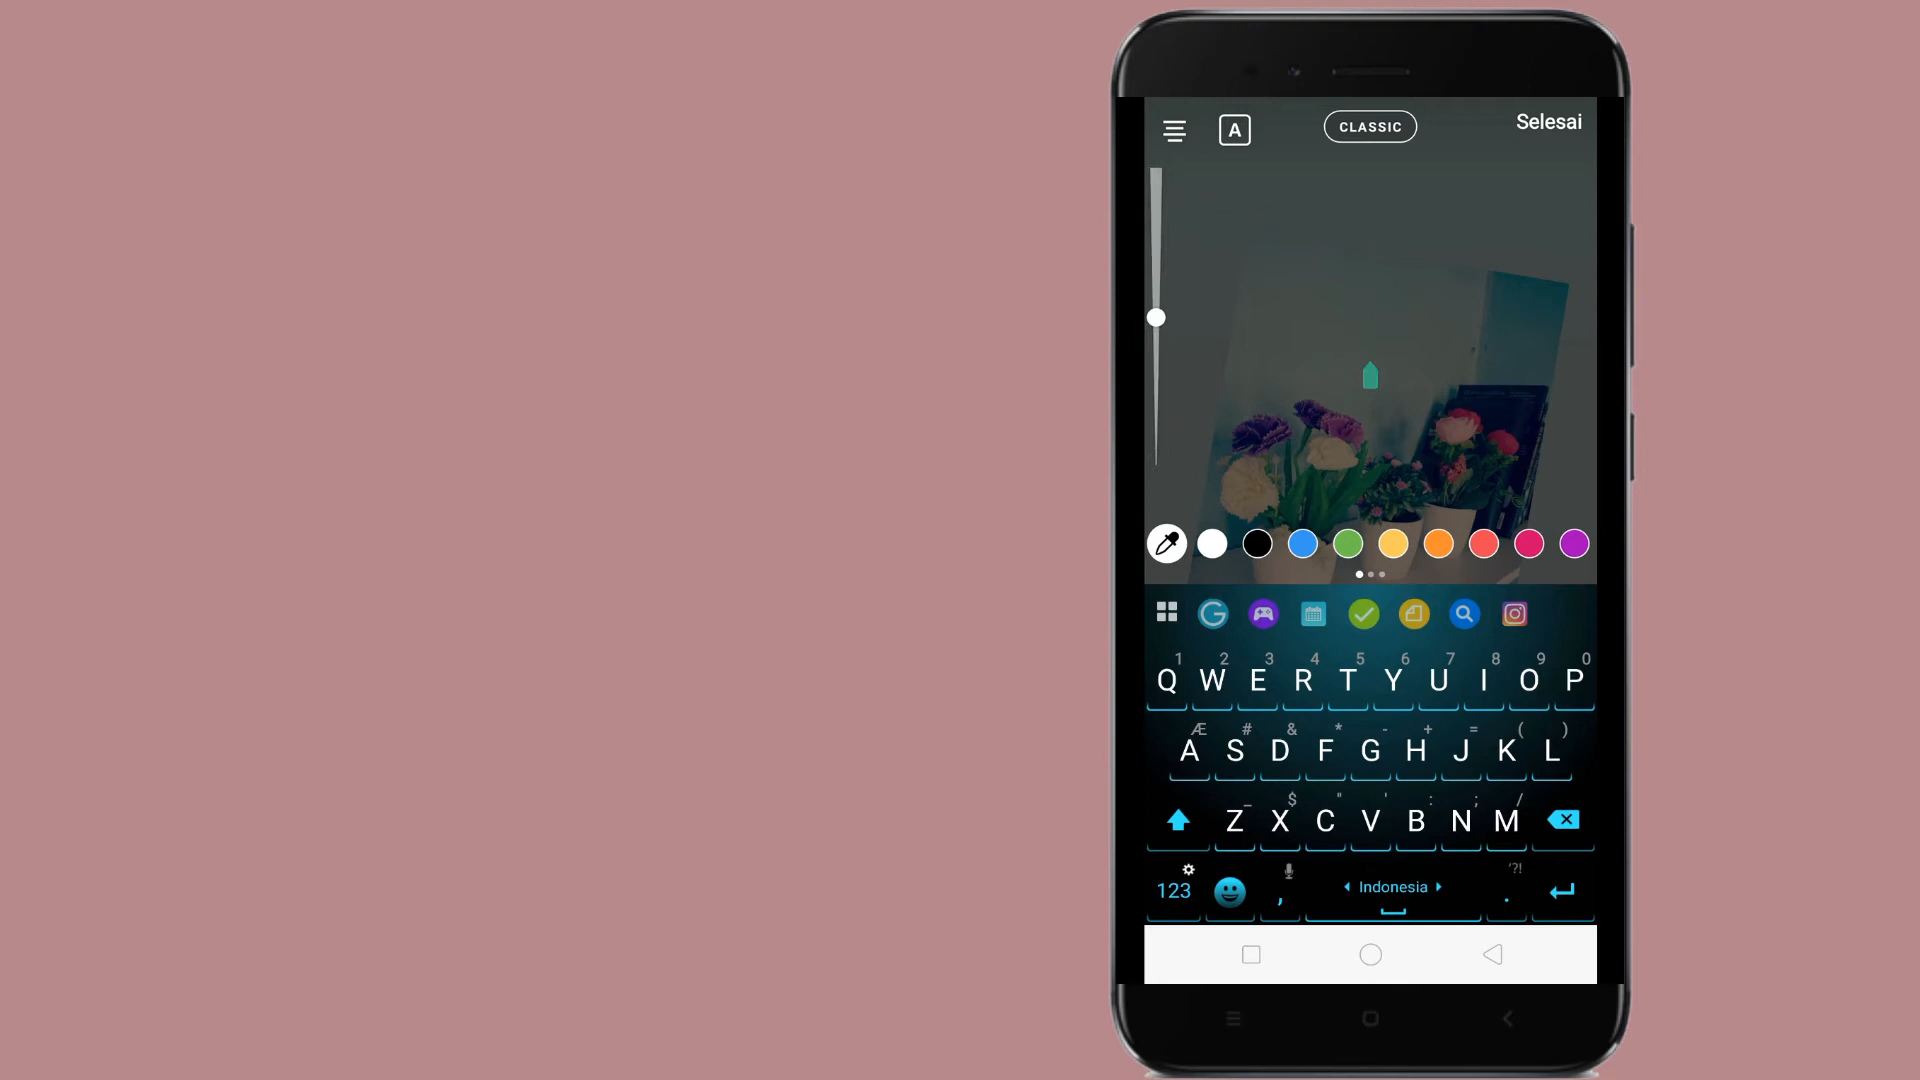 A
CLASSIC
Selesai
1 2 3 4 5 6 7 8 9 0
Q W E R T Y U I O P
Æ # & * - + = ( )
A S D F G H J K L
_ $ " ' : ; /
Z X C V B N M
'?!
123 , Indonesia .